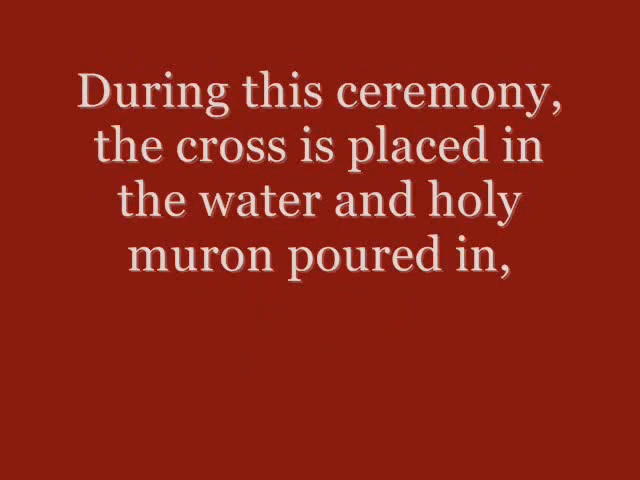 During this ceremony,
the cross is placed in
the water and holy
muron poured in,